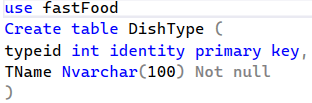 use fastFood
Create table DishType (
typeid int identity primary key,
TName Nvarchar(100) Not null
)